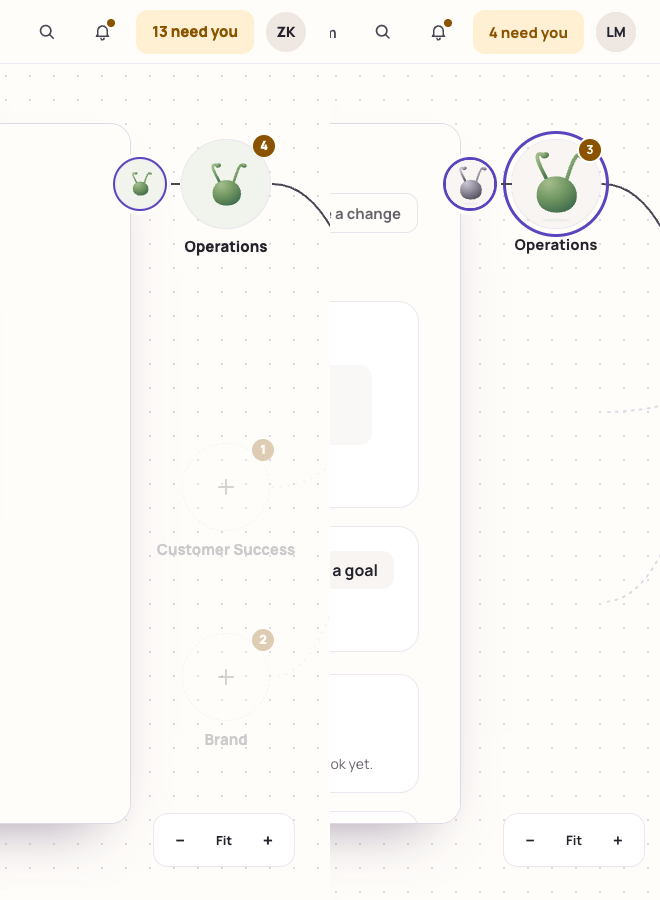 13 need you
ZK
4
Operations
1
Customer Success
2
Brand
− Fit +
n
4 need you
LM
3
Operations
a change
a goal
ok yet.
− Fit +